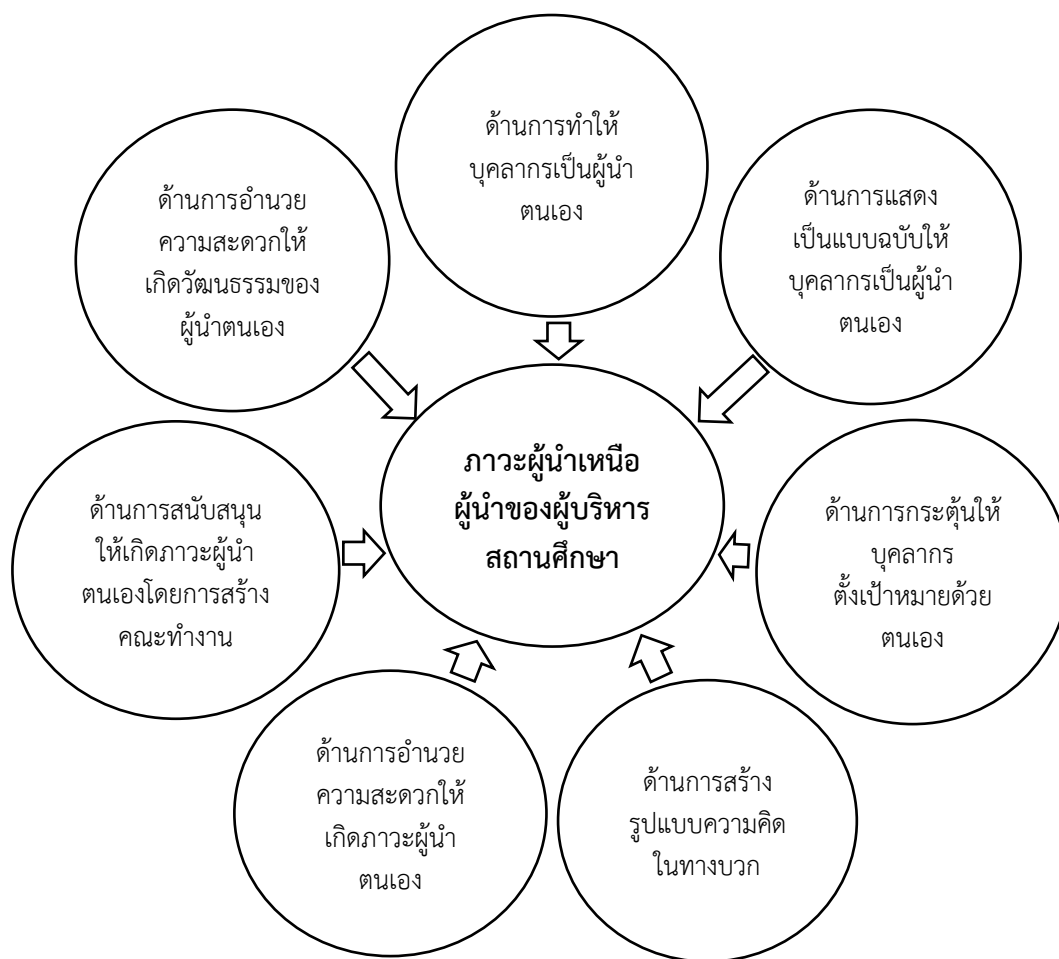 ด้านการทำให้
บุคลากรเป็นผู้นำ
ตนเอง
ด้านการอำนวย
ความสะดวกให้
เกิดวัฒนธรรมของ
ผู้นำตนเอง
ด้านการแสดง
เป็นแบบฉบับให้
บุคลากรเป็นผู้นำ
ตนเอง
ภาวะผู้นำเหนือ
ผู้นำของผู้บริหาร
สถานศึกษา
ด้านการสนับสนุน
ให้เกิดภาวะผู้นำ
ตนเองโดยการสร้าง
คณะทำงาน
ด้านการกระตุ้นให้
บุคลากร
ตั้งเป้าหมายด้วย
ตนเอง
ด้านการอำนวย
ความสะดวกให้
เกิดภาวะผู้นำ
ตนเอง
ด้านการสร้าง
รูปแบบความคิด
ในทางบวก